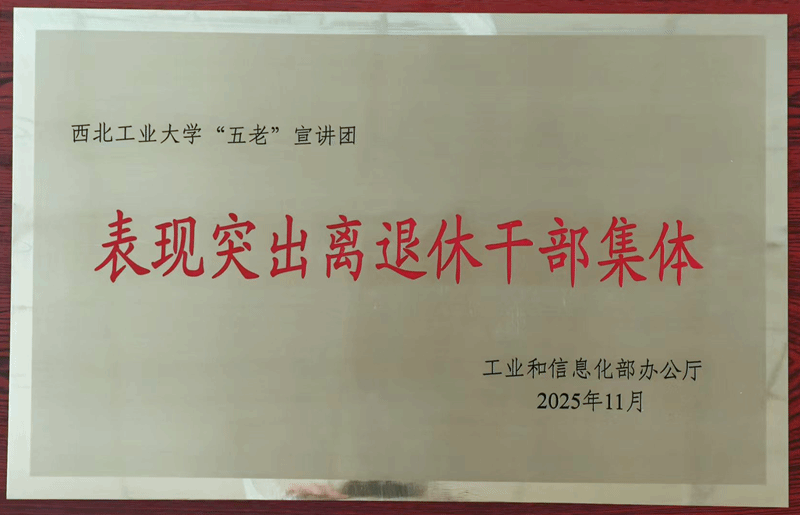 西北工业大学“五老”宣讲团
表现突出离退休干部集体
工业和信息化部办公厅
2025年11月